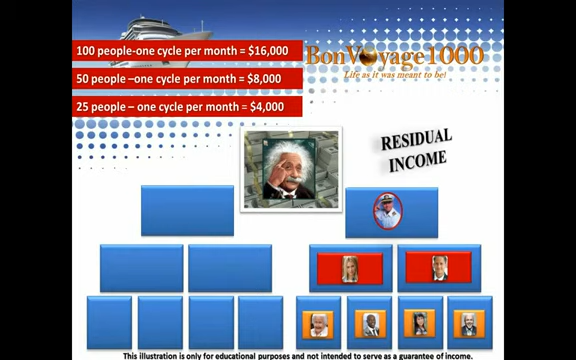 100 people-one cycle per month = $16,000
BonVoyage1000
50 people –one cycle per month = $8,000
Life as it was meant to be!
25 people – one cycle per month = $4,000
RESIDUAL
INCOME
This illustration is only for educational purposes and not intended to serve as a guarantee of income.